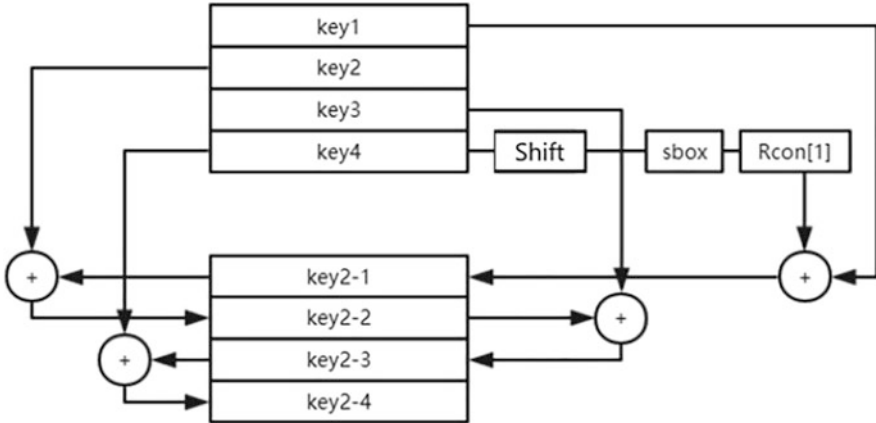 key1
key2
key3
key4
Shift
sbox
Rcon[1]
+
key2-1
+
key2-2
+
key2-3
+
key2-4